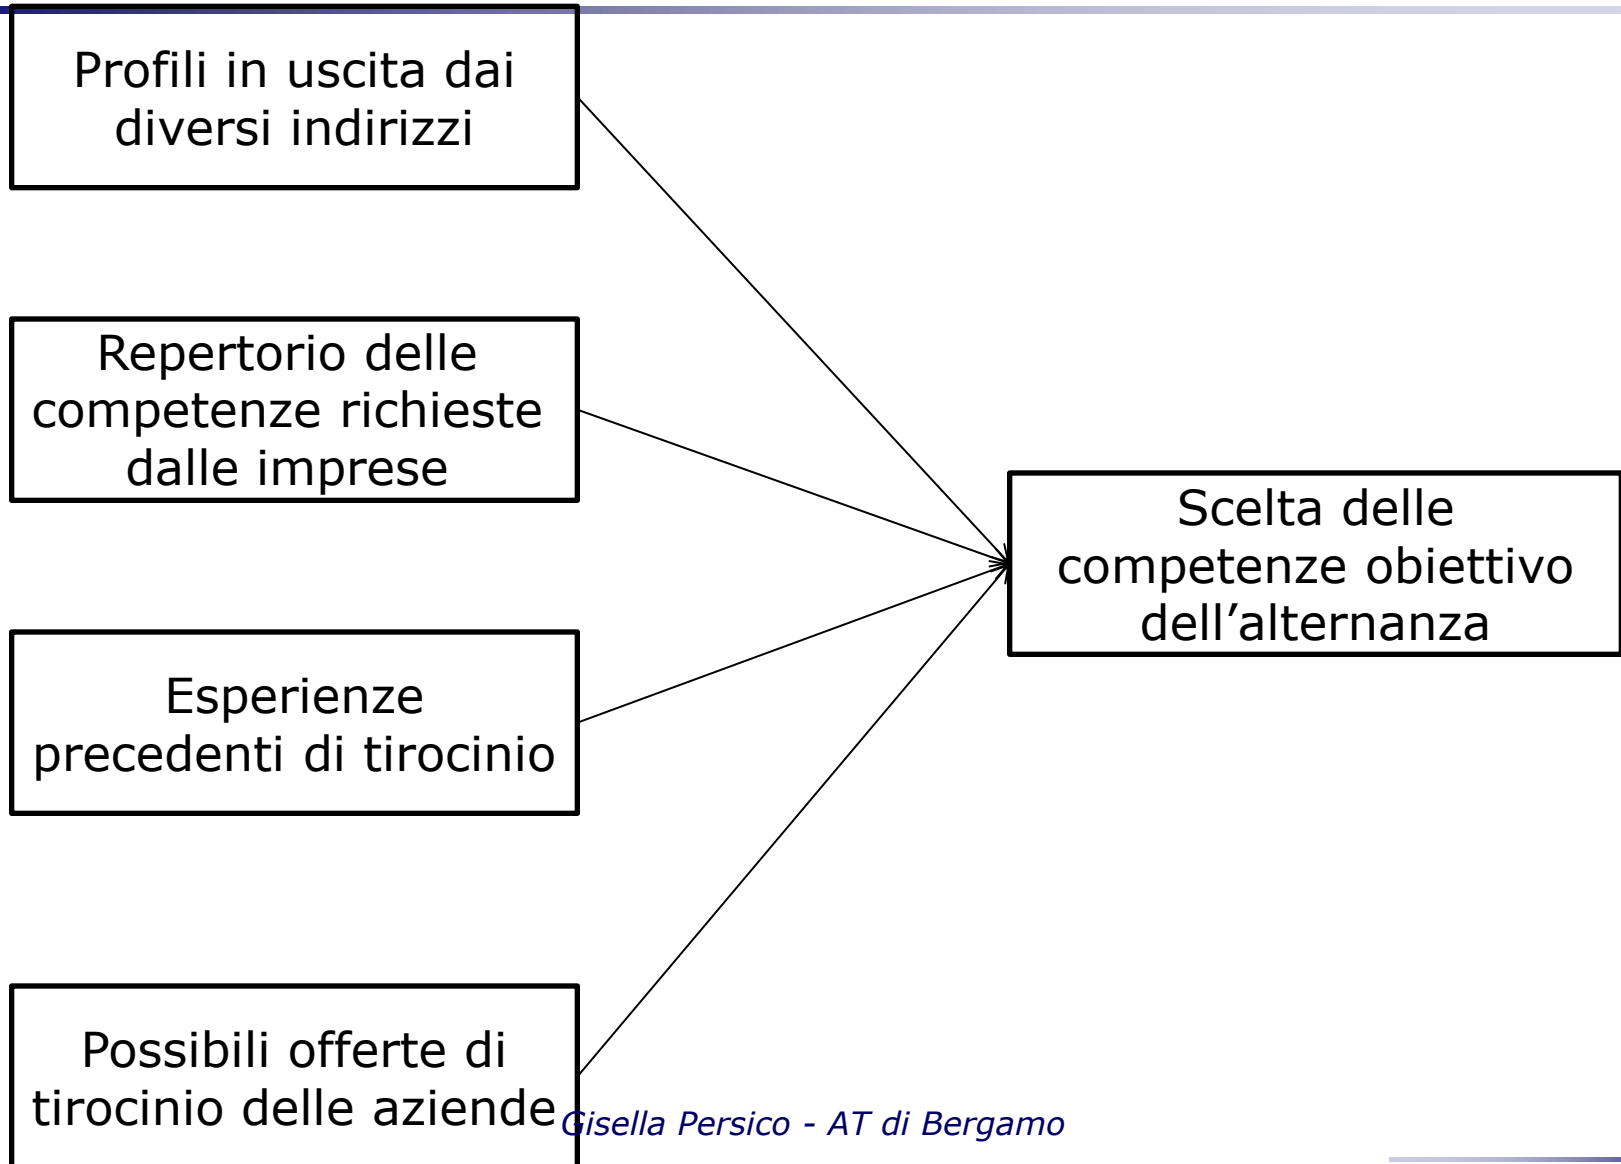 Profili in uscita dai
diversi indirizzi
Repertorio delle
competenze richieste
dalle imprese
Esperienze
precedenti di tirocinio
Possibili offerte di
tirocinio delle aziende
Scelta delle
competenze obiettivo
dell’alternanza
Gisella Persico - AT di Bergamo